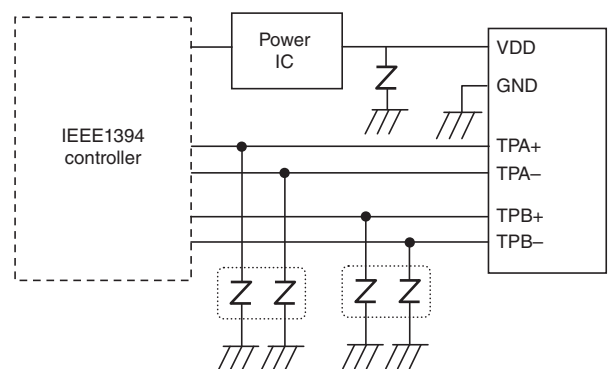 Power
IC
VDD
GND
IEEE1394
controller
TPA+
TPA–
TPB+
TPB–